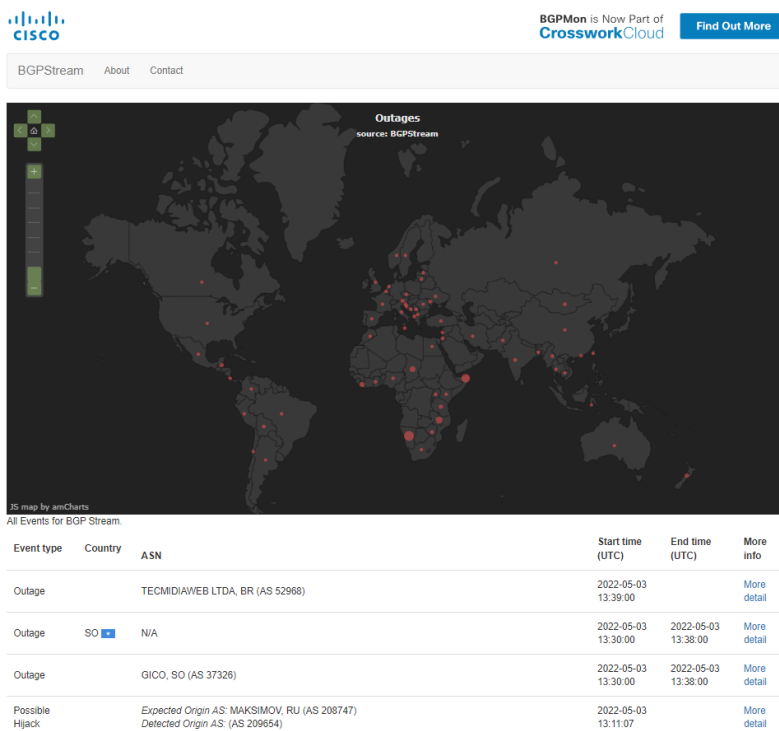 CISCO
BGPMon is Now Part of
CrossworkCloud
Find Out More
BGPStream About Contact
Outages
source: BGPStream
+
−
JS map by amCharts
All Events for BGP Stream.
Event type Country ASN Start time (UTC) End time (UTC) More info
Outage TECMIDIAWEB LTDA, BR (AS 52968) 2022-05-03 13:39:00 More detail
Outage SO N/A 2022-05-03 13:30:00 2022-05-03 13:38:00 More detail
Outage GICO, SO (AS 37326) 2022-05-03 13:30:00 2022-05-03 13:38:00 More detail
Possible Hijack Expected Origin AS: MAKSIMOV, RU (AS 208747)
Detected Origin AS: (AS 209654) 2022-05-03 13:11:07 More detail